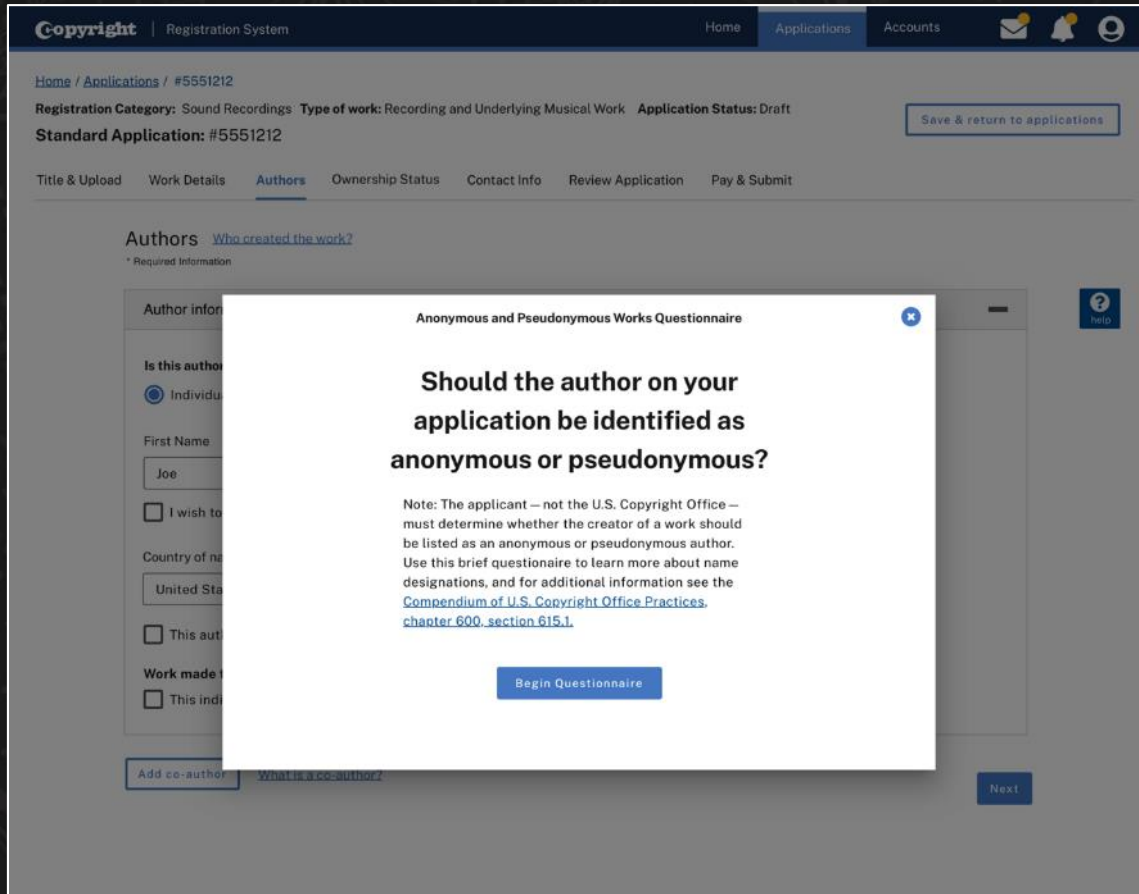 Copyright | Registration System Home Applications Accounts
Home / Applications / #5551212
Registration Category: Sound Recordings Type of work: Recording and Underlying Musical Work Application Status: Draft
Save & return to applications
Standard Application: #5551212
Title & Upload Work Details Authors Ownership Status Contact Info Review Application Pay & Submit
Authors Who created the work?
* Required Information
Author
help
Anonymous and Pseudonymous Works Questionnaire
Is this
First Name
Joe
I wish to
Country of
United
This
Work made
This
Should the author on your
application be identified as
anonymous or pseudonymous?
Note: The applicant — not the U.S. Copyright Office —
must determine whether the creator of a work should
be listed as an anonymous or pseudonymous author.
Use this brief questionaire to learn more about name
designations, and for additional information see the
Compendium of U.S. Copyright Office Practices,
chapter 600, section 615.1.
Begin Questionnaire
Add co-author What is a co-author?
Next